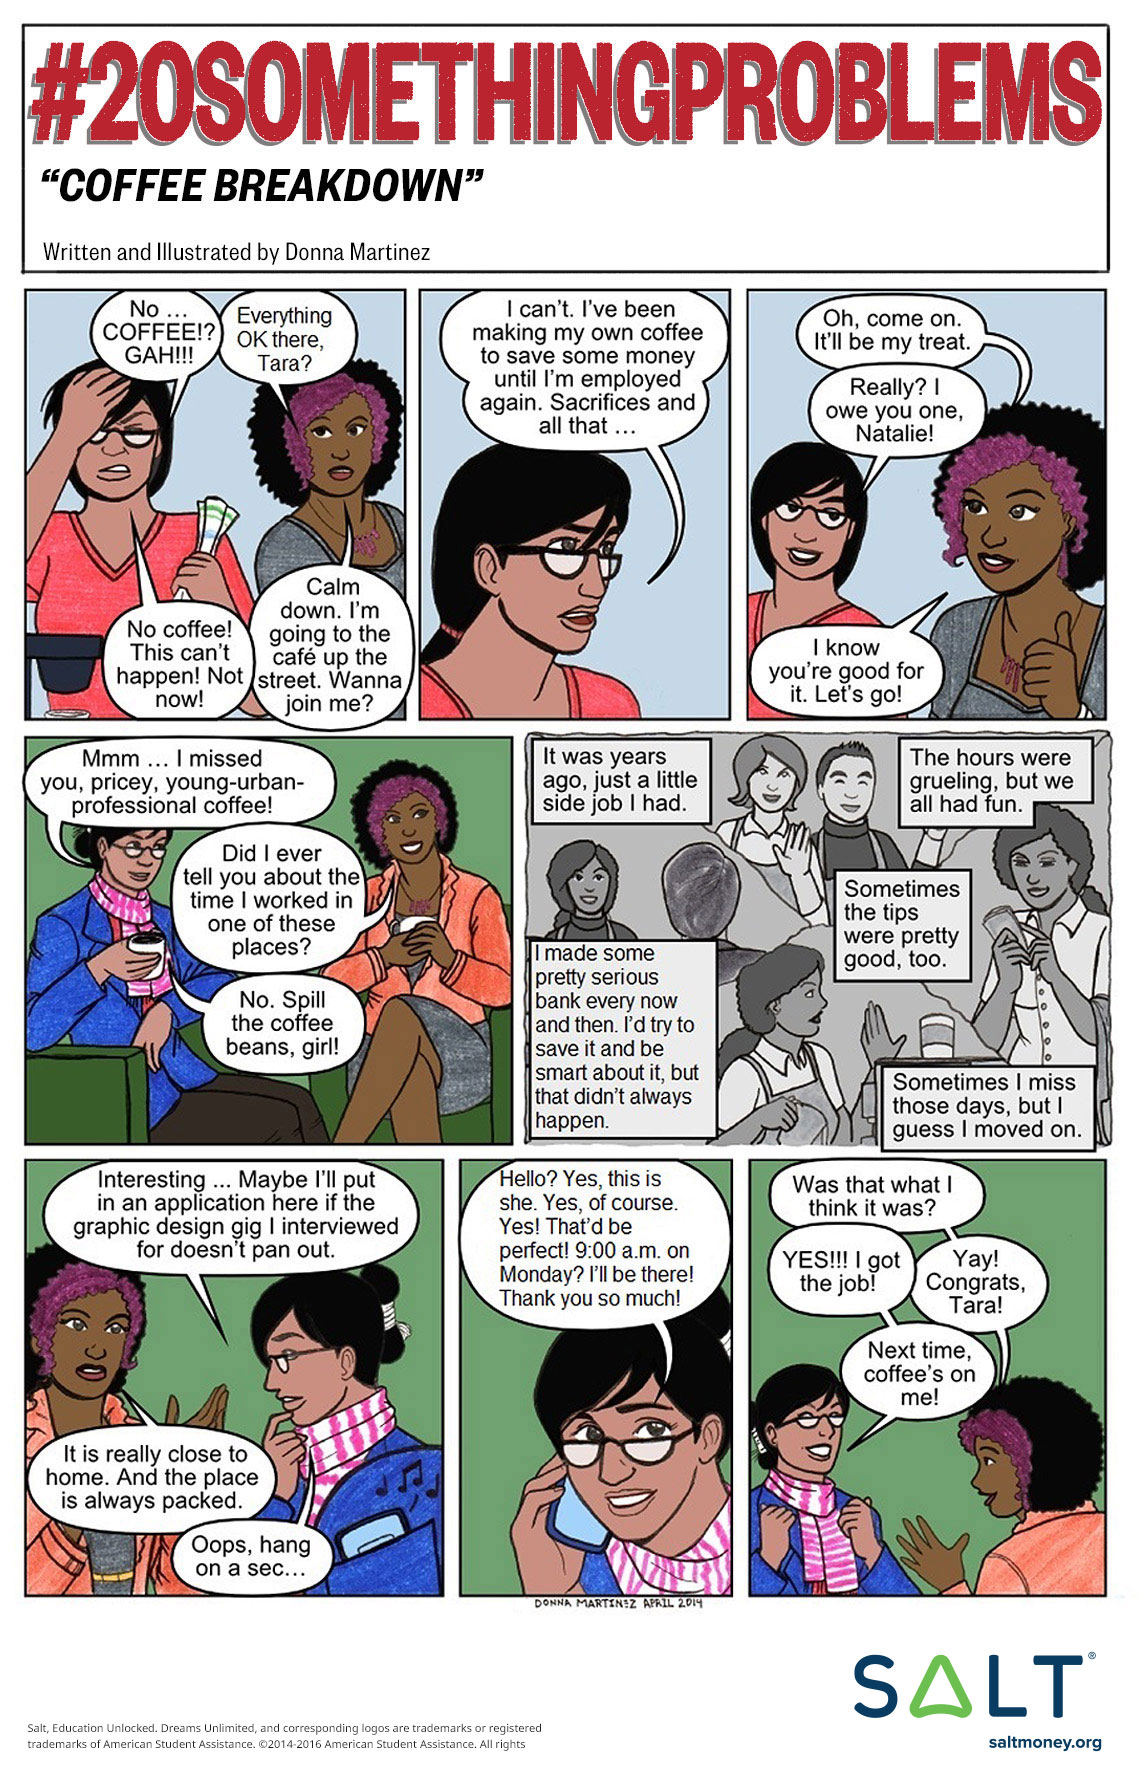 #20SOMETHINGPROBLEMS
“COFFEE BREAKDOWN”
Written and Illustrated by Donna Martinez
No ...
COFFEE!?
GAH!!!
Everything
OK there,
Tara?
No coffee!
This can’t
happen! Not
now!
Calm
down. I’m
going to the
café up the
street. Wanna
join me?
I can’t. I’ve been
making my own coffee
to save some money
until I’m employed
again. Sacrifices and
all that ...
Oh, come on.
It’ll be my treat.
Really? I
owe you one,
Natalie!
I know
you’re good for
it. Let’s go!
Mmm ... I missed
you, pricey, young-urban-
professional coffee!
Did I ever
tell you about the
time I worked in
one of these
places?
No. Spill
the coffee
beans, girl!
It was years
ago, just a little
side job I had.
The hours were
grueling, but we
all had fun.
Sometimes
the tips
were pretty
good, too.
I made some
pretty serious
bank every now
and then. I’d try to
save it and be
smart about it, but
that didn’t always
happen.
Sometimes I miss
those days, but I
guess I moved on.
Interesting ... Maybe I’ll put
in an application here if the
graphic design gig I interviewed
for doesn’t pan out.
It is really close to
home. And the place
is always packed.
Oops, hang
on a sec...
Hello? Yes, this is
she. Yes, of course.
Yes! That’d be
perfect! 9:00 a.m. on
Monday? I’ll be there!
Thank you so much!
Was that what I
think it was?
YES!!! I got
the job!
Yay!
Congrats,
Tara!
Next time,
coffee’s on
me!
DONNA MARTINEZ APRIL 2014
SALT®
saltmoney.org
Salt, Education Unlocked. Dreams Unlimited, and corresponding logos are trademarks or registered
trademarks of American Student Assistance. ©2014-2016 American Student Assistance. All rights